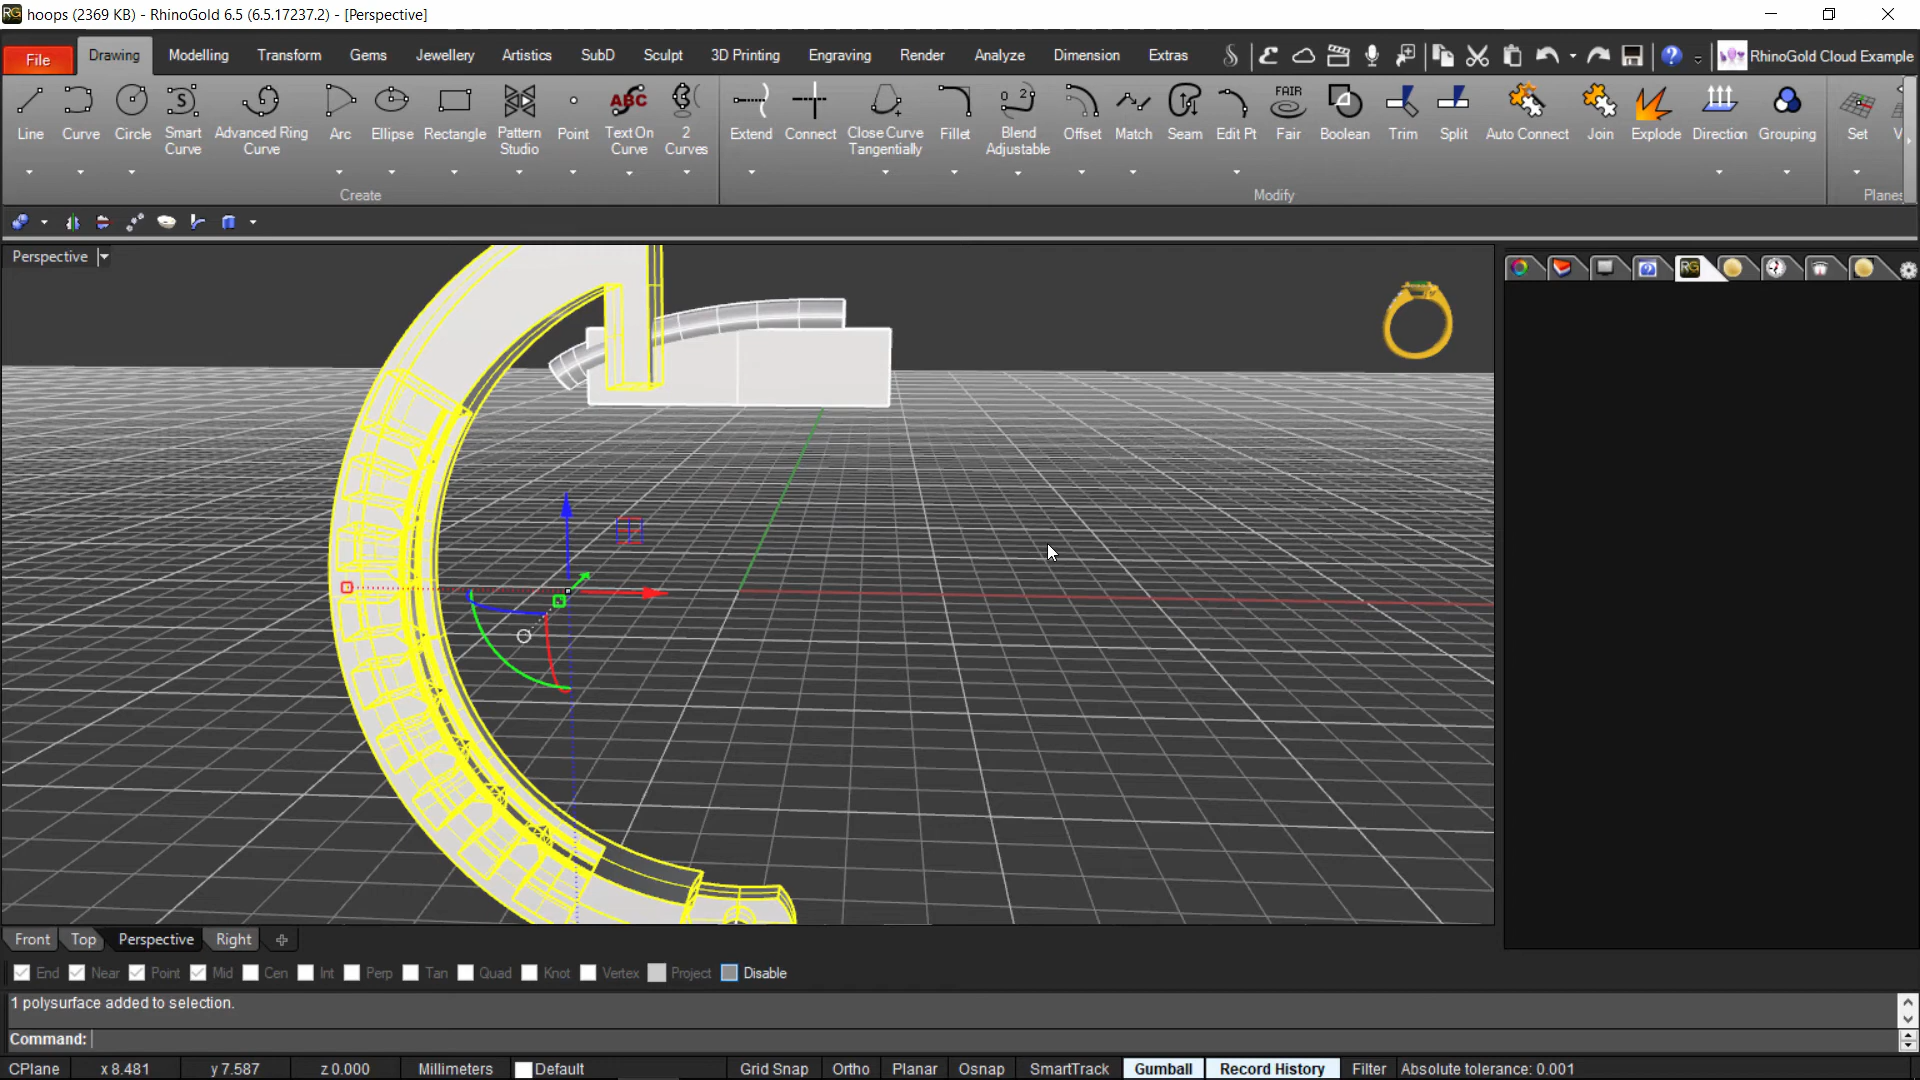 hoops (2369 KB) - RhinoGold 6.5 (6.5.17237.2) - [Perspective]
File Drawing Modelling Transform Gems Jewellery Artistics SubD Sculpt 3D Printing Engraving Render Analyze Dimension Extras RhinoGold Cloud Example
Line Curve Circle Smart Curve Advanced Ring Curve Arc Ellipse Rectangle Pattern Studio Point Text On Curve 2 Curves Extend Connect Close Curve Tangentially Fillet Blend Adjustable Offset Match Seam Edit Pt Fair Boolean Trim Split Auto Connect Join Explode Direction Grouping Set
Create Modify Planes
Perspective
Front Top Perspective Right
End Near Point Mid Cen Int Perp Tan Quad Knot Vertex Project Disable
1 polysurface added to selection.
Command:
CPlane x 8.481 y 7.587 z 0.000 Millimeters Default Grid Snap Ortho Planar Osnap SmartTrack Gumball Record History Filter Absolute tolerance: 0.001